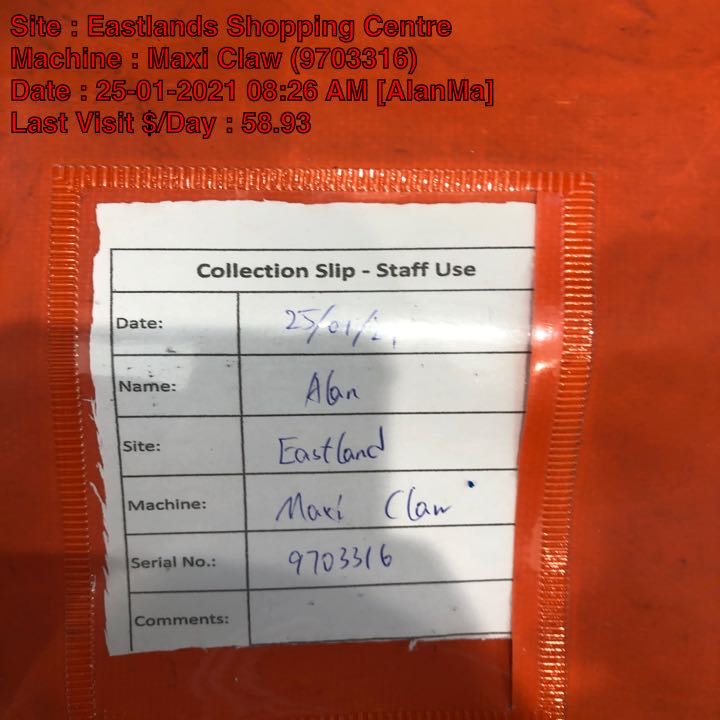 Site : Eastlands Shopping Centre
Machine : Maxi Claw (9703316)
Date : 25-01-2021 08:26 AM [AlanMa]
Last Visit $/Day : 58.93
Collection Slip - Staff Use
Date: 25/01/21
Name: Alan
Site: Eastland
Machine: Maxi Claw
Serial No.: 9703316
Comments: